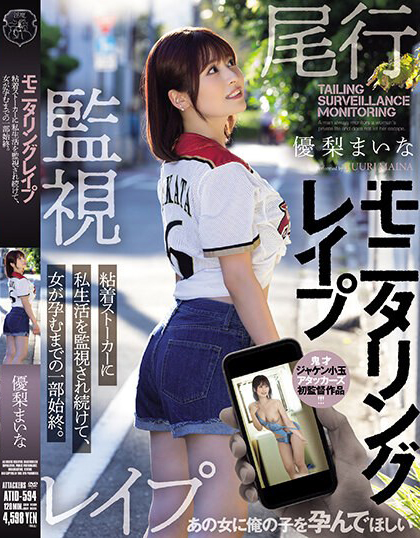 モニタリングレイプ
粘着ストーカーに私生活を監視され続けて、
女が孕むまでの一部始終。
優梨まいな
ATTACKERS DVD
ATID-594
120MIN.
4,598YEN
尾行
監視
TAILING
SURVEILLANCE
MONITORING
優梨まいな
YUURI MAINA
モニタリング
レイプ
KATA
6
粘着ストーカーに
私生活を監視され続けて、
女が孕むまでの一部始終。
鬼才
ジャケン小玉
アタッカーズ
初監督作品
!!!
レイプ
あの女に俺の子を孕んでほしい